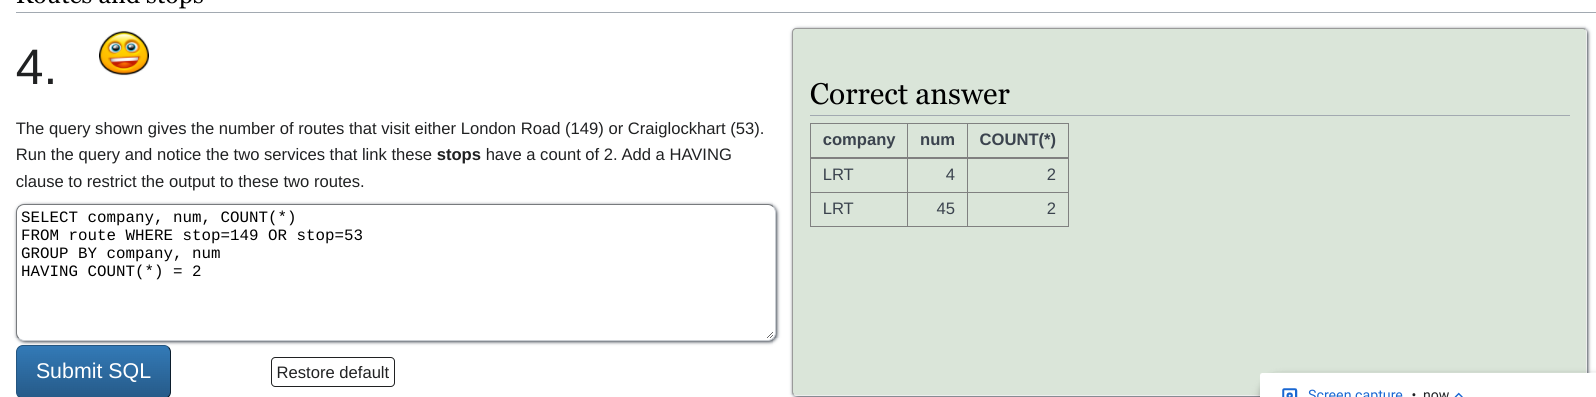 Routes and stops
4.
The query shown gives the number of routes that visit either London Road (149) or Craiglockhart (53).
Run the query and notice the two services that link these stops have a count of 2. Add a HAVING
clause to restrict the output to these two routes.
SELECT company, num, COUNT(*)
FROM route WHERE stop=149 OR stop=53
GROUP BY company, num
HAVING COUNT(*) = 2
Submit SQL
Restore default
Correct answer
company num COUNT(*)
LRT 4 2
LRT 45 2
Screen capture • now